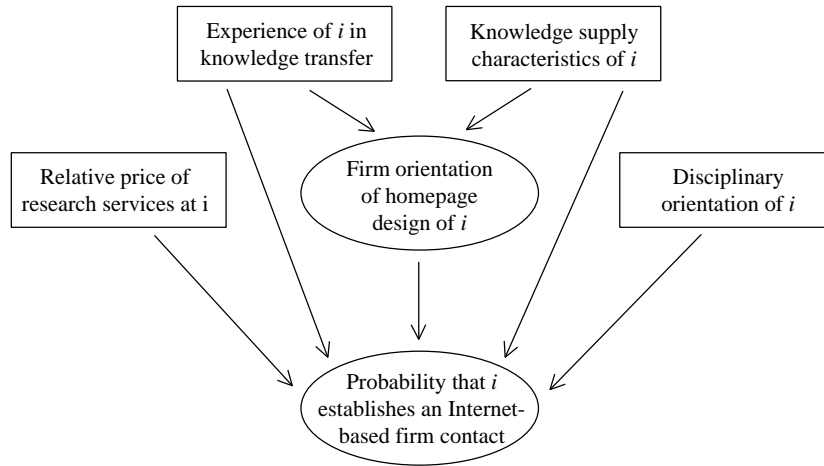 Experience of i in
knowledge transfer
Knowledge supply
characteristics of i
Relative price of
research services at i
Firm orientation
of homepage
design of i
Disciplinary
orientation of i
Probability that i
establishes an Internet-
based firm contact